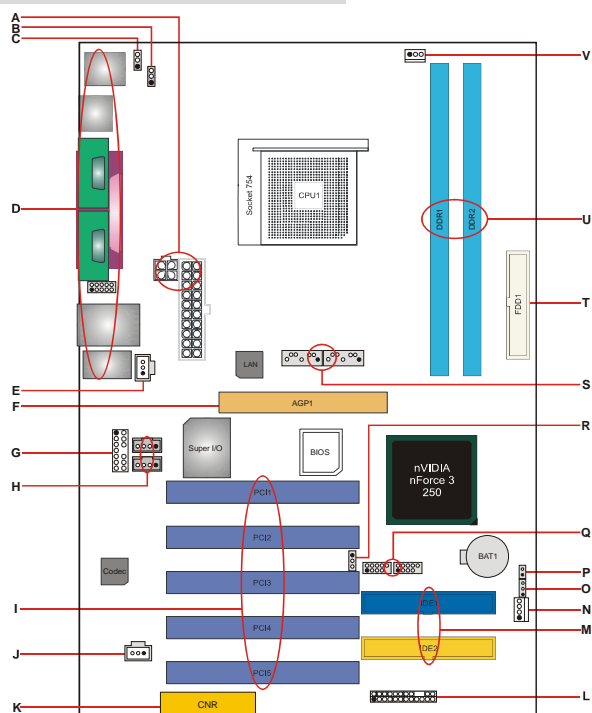 A
B
C
V
Socket 754
CPU1
D
DDR1
DDR2
U
FDD1
T
LAN
S
E
F
AGP1
R
G
Super I/O
BIOS
nVIDIA
nForce 3
250
H
PCI1
Q
PCI2
BAT1
P
Codec
PCI3
O
I
IDE1
N
PCI4
M
J
IDE2
PCI5
L
K
CNR